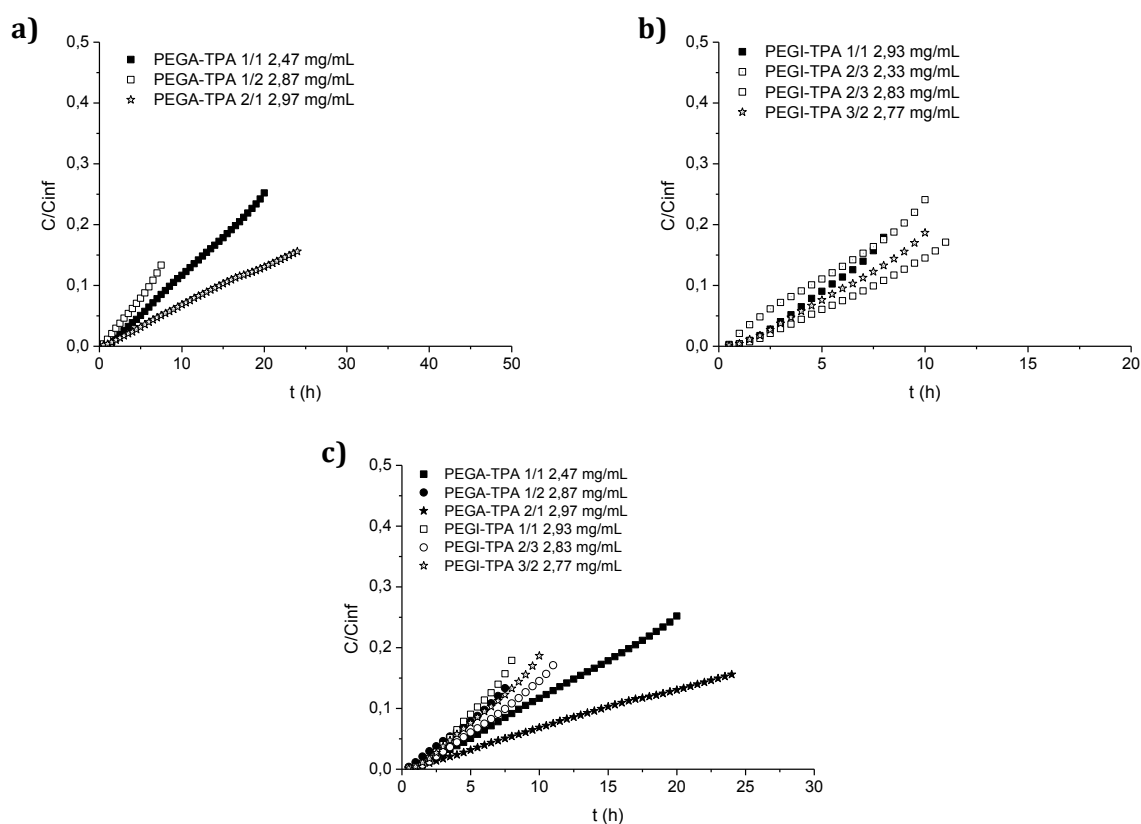 a)
0,5
0,4
0,3
0,2
0,1
0,0
C/Cinf
PEGA-TPA 1/1 2,47 mg/mL
PEGA-TPA 1/2 2,87 mg/mL
PEGA-TPA 2/1 2,97 mg/mL
0 10 20 30 40 50
t (h)
b)
0,5
0,4
0,3
0,2
0,1
0,0
C/Cinf
PEGI-TPA 1/1 2,93 mg/mL
PEGI-TPA 2/3 2,33 mg/mL
PEGI-TPA 2/3 2,83 mg/mL
PEGI-TPA 3/2 2,77 mg/mL
0 5 10 15 20
t (h)
c)
0,5
0,4
0,3
0,2
0,1
0,0
C/Cinf
PEGA-TPA 1/1 2,47 mg/mL
PEGA-TPA 1/2 2,87 mg/mL
PEGA-TPA 2/1 2,97 mg/mL
PEGI-TPA 1/1 2,93 mg/mL
PEGI-TPA 2/3 2,83 mg/mL
PEGI-TPA 3/2 2,77 mg/mL
0 5 10 15 20 25 30
t (h)